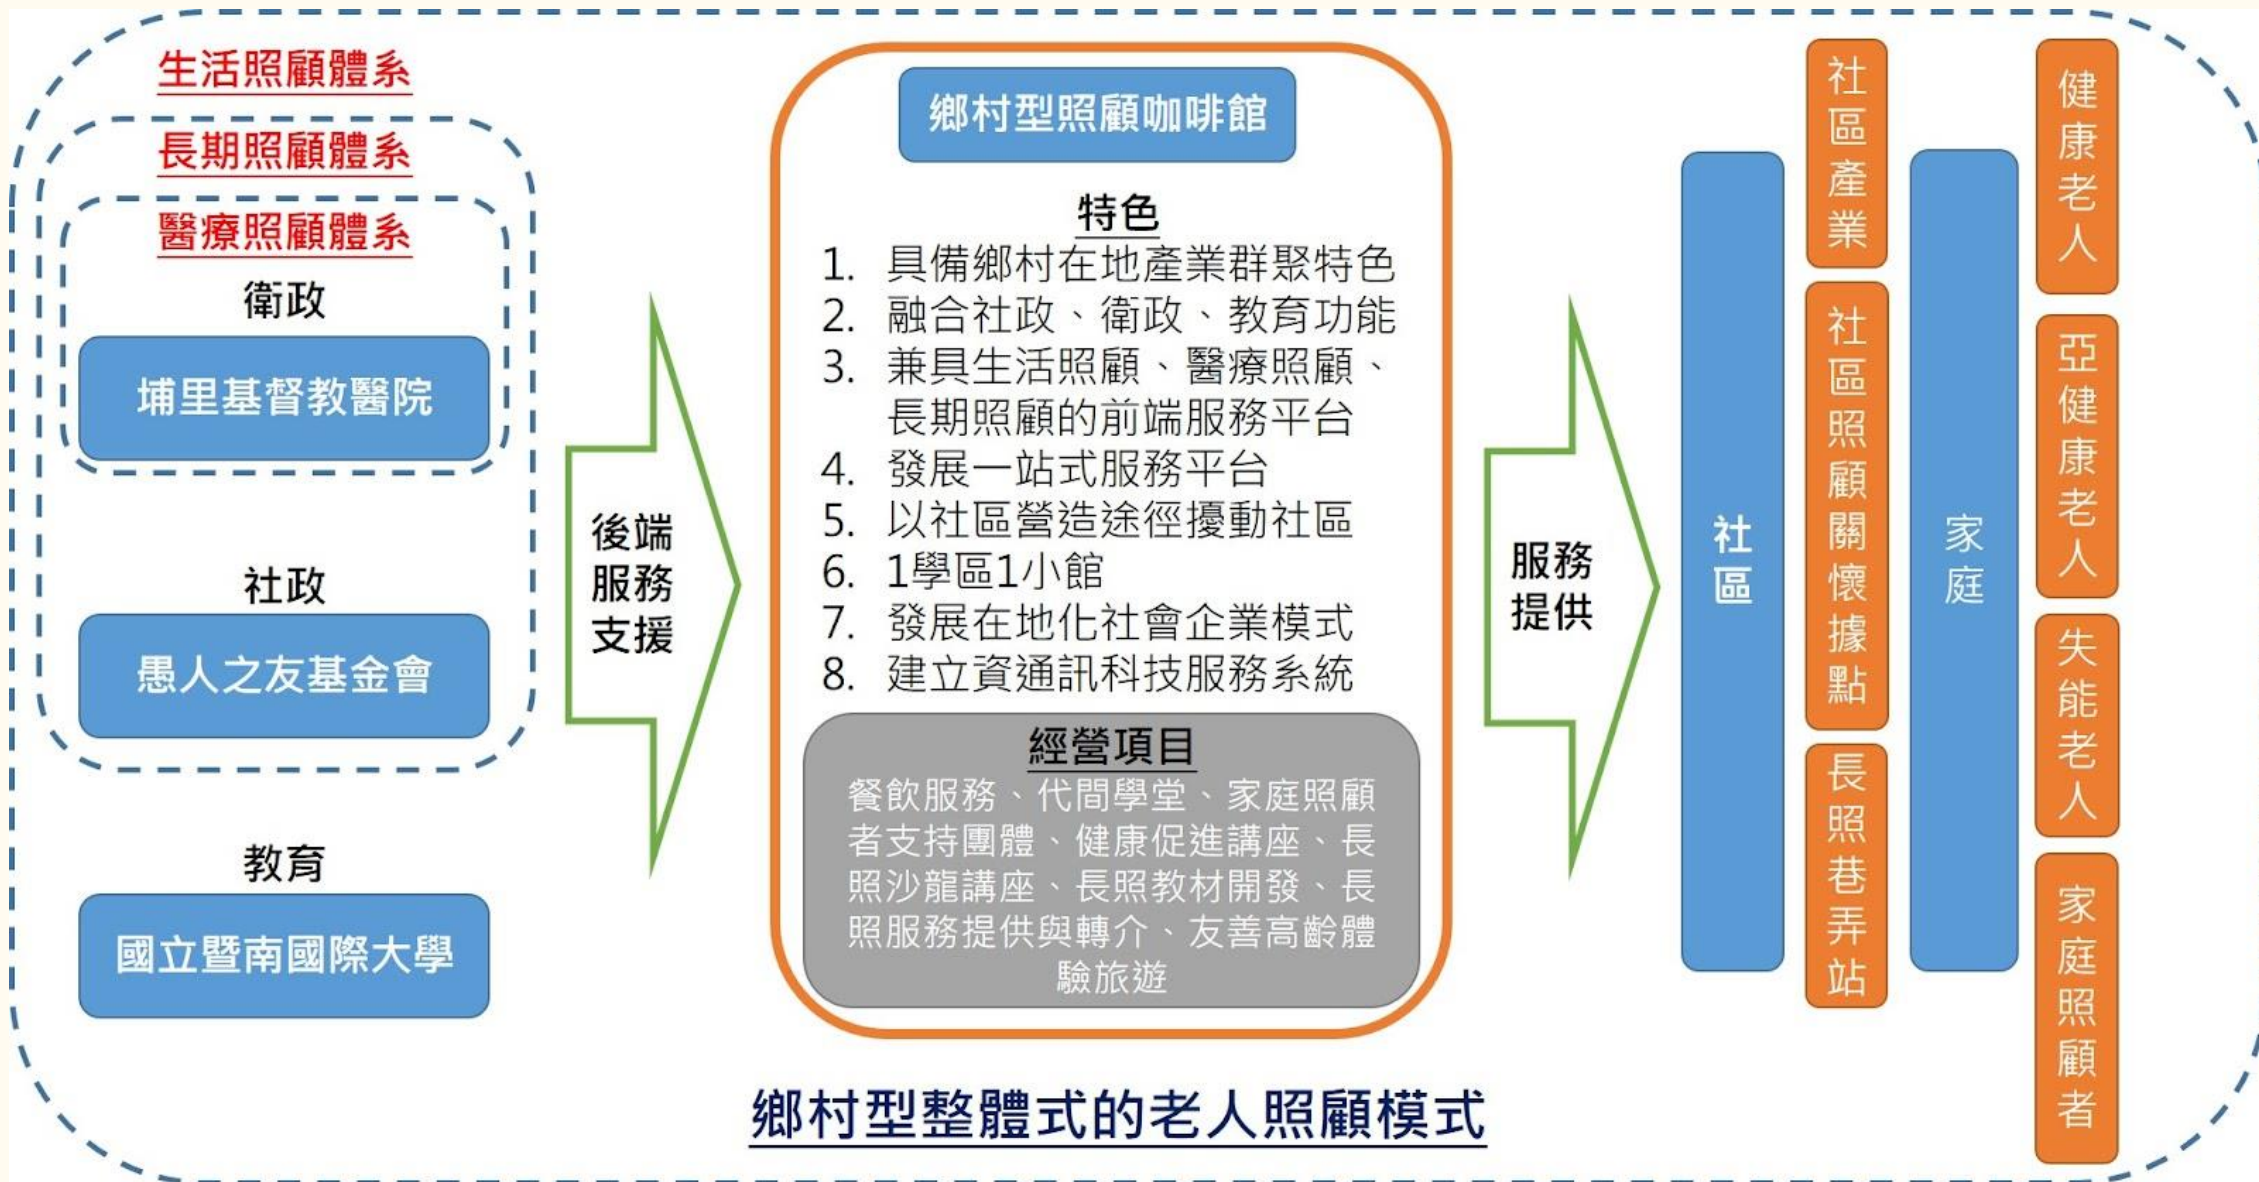 生活照顧體系
長期照顧體系
醫療照顧體系
衛政
埔里基督教醫院
社政
愚人之友基金會
教育
國立暨南國際大學
後端
服務
支援
鄉村型照顧咖啡館
特色
1. 具備鄉村在地產業群聚特色
2. 融合社政、衛政、教育功能
3. 兼具生活照顧、醫療照顧、
長期照顧的前端服務平台
4. 發展一站式服務平台
5. 以社區營造途徑擾動社區
6. 1學區1小館
7. 發展在地化社會企業模式
8. 建立資通訊科技服務系統
經營項目
餐飲服務、代間學堂、家庭照顧
者支持團體、健康促進講座、長
照沙龍講座、長照教材開發、長
照服務提供與轉介、友善高齡體
驗旅遊
服務
提供
社區
社區產業
社區照顧關懷據點
長照巷弄站
家庭
健康老人
亞健康老人
失能老人
家庭照顧者
鄉村型整體式的老人照顧模式